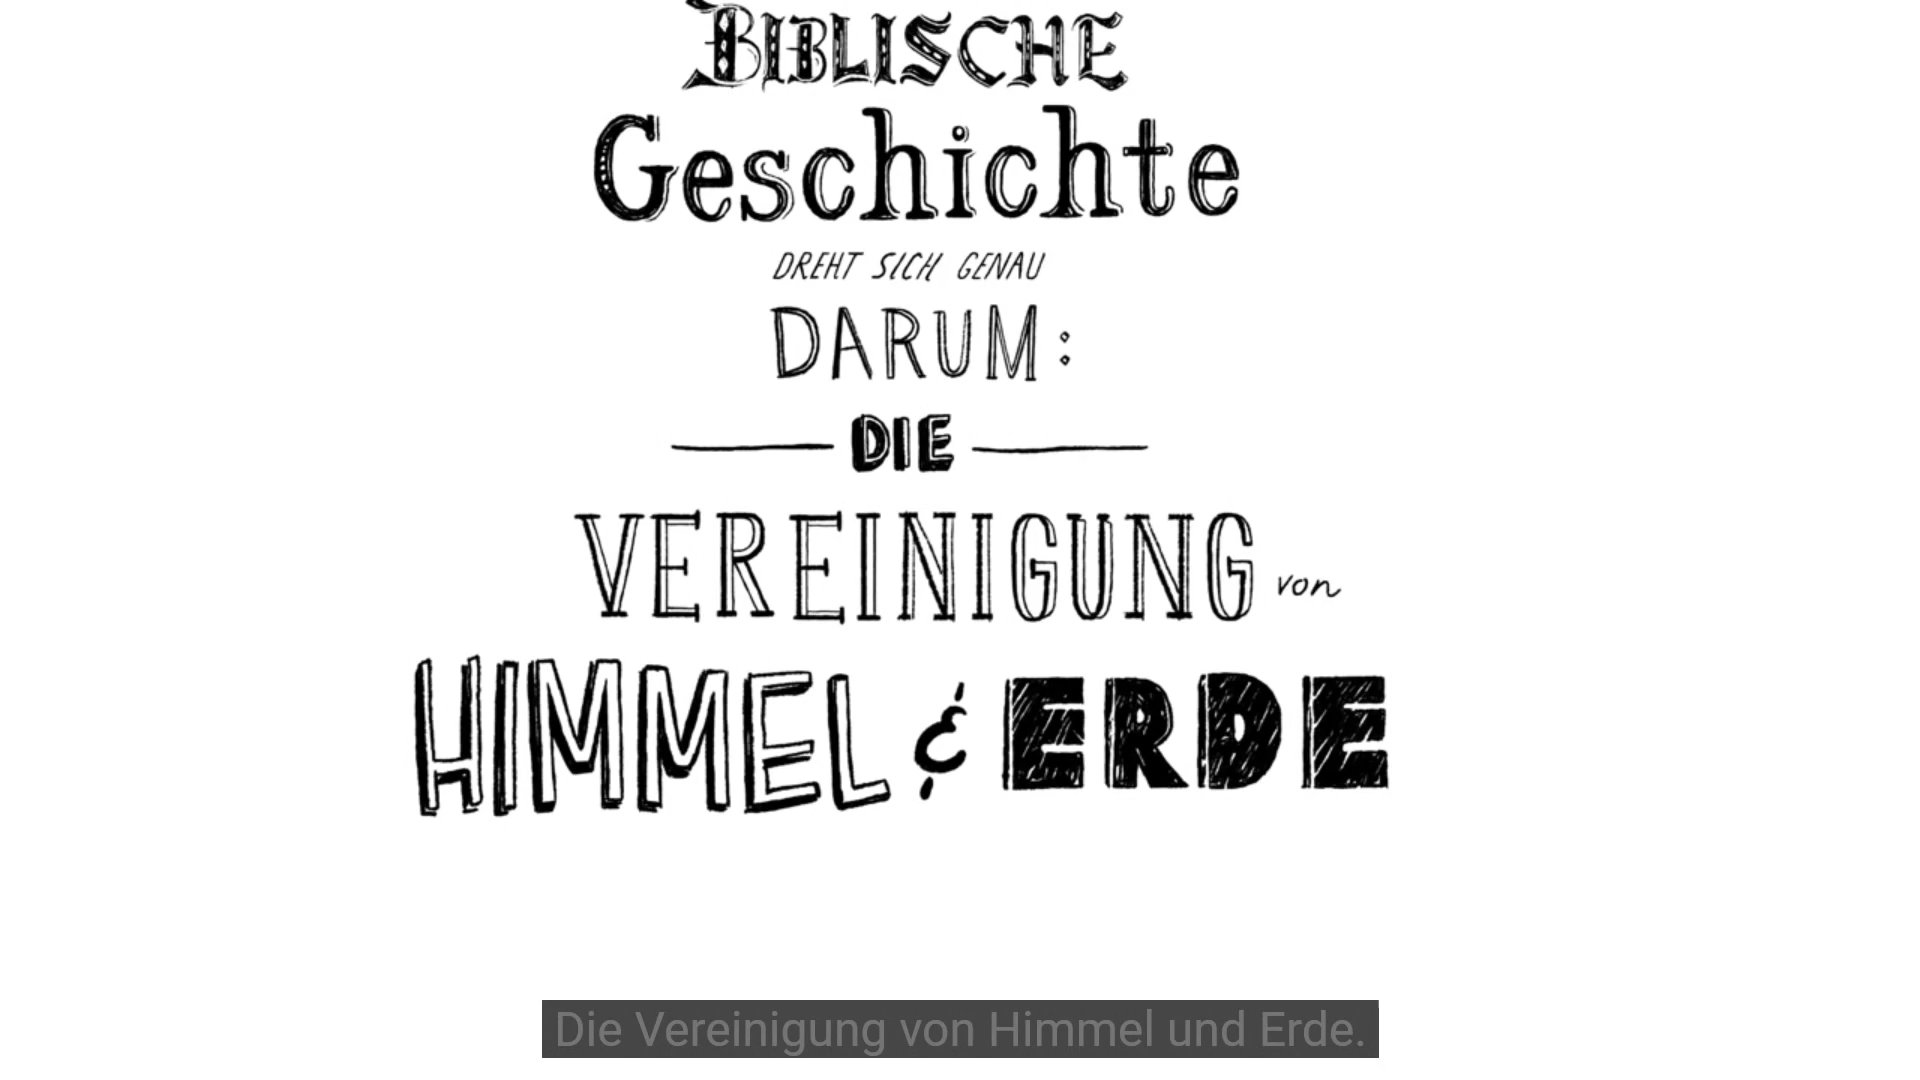 BIBLISCHE
Geschichte
DREHT SICH GENAU
DARUM:
DIE
VEREINIGUNG von
HIMMEL & ERDE
Die Vereinigung von Himmel und Erde.